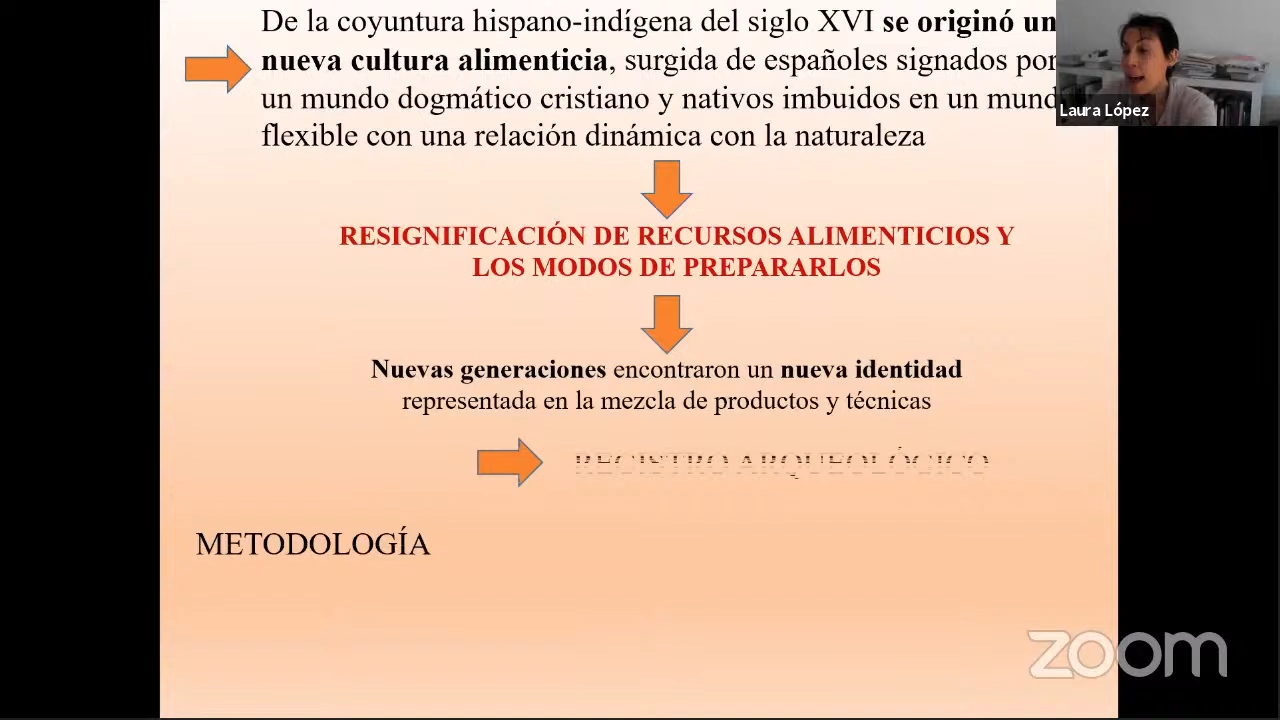 De la coyuntura hispano-indígena del siglo XVI se originó un
nueva cultura alimenticia, surgida de españoles signados por
un mundo dogmático cristiano y nativos imbuidos en un mund
flexible con una relación dinámica con la naturaleza
Laura López
RESIGNIFICACIÓN DE RECURSOS ALIMENTICIOS Y
LOS MODOS DE PREPARARLOS
Nuevas generaciones encontraron un nueva identidad
representada en la mezcla de productos y técnicas
REGISTRO ARQUEOLÓGICO
METODOLOGÍA
zoom